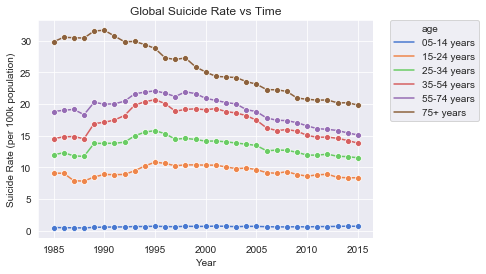 Global Suicide Rate vs Time
Suicide Rate (per 100k population)
30
25
20
15
10
5
0
1985 1990 1995 2000 2005 2010 2015
Year
age
05-14 years
15-24 years
25-34 years
35-54 years
55-74 years
75+ years